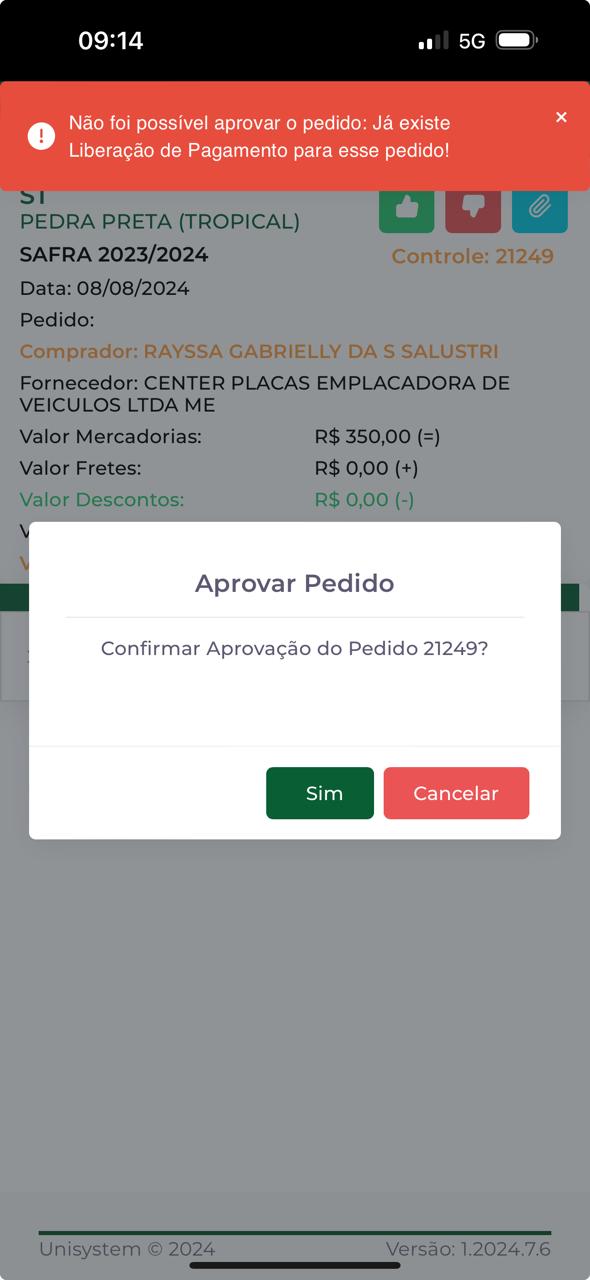 09:14
5G
Não foi possível aprovar o pedido: Já existe
Liberação de Pagamento para esse pedido!
PEDRA PRETA (TROPICAL)
SAFRA 2023/2024
Controle: 21249
Data: 08/08/2024
Pedido:
Comprador: RAYSSA GABRIELLY DA S SALUSTRI
Fornecedor: CENTER PLACAS EMPLACADORA DE
VEICULOS LTDA ME
Valor Mercadorias: R$ 350,00 (=)
Valor Fretes: R$ 0,00 (+)
Valor Descontos: R$ 0,00 (-)
Aprovar Pedido
Confirmar Aprovação do Pedido 21249?
Sim
Cancelar
Unisystem © 2024
Versão: 1.2024.7.6